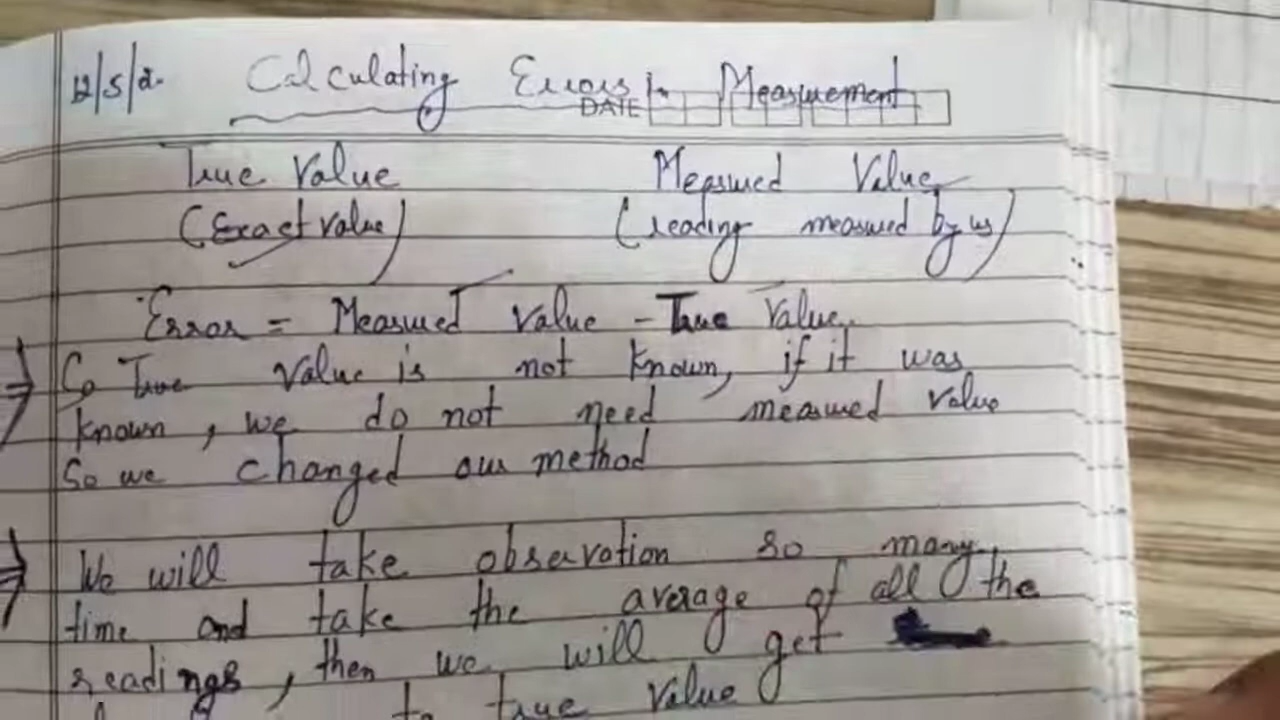 12/5/2
Calculating Errors in Measurement
DATE
True Value Measured Value
(Exact value) (reading measured by us)
Error = Measured Value - True Value
So True Value is not known, if it was
known, we do not need measured value
So we changed our method
We will take observation so many
time and take the average of all the
readings, then we will get
to true value